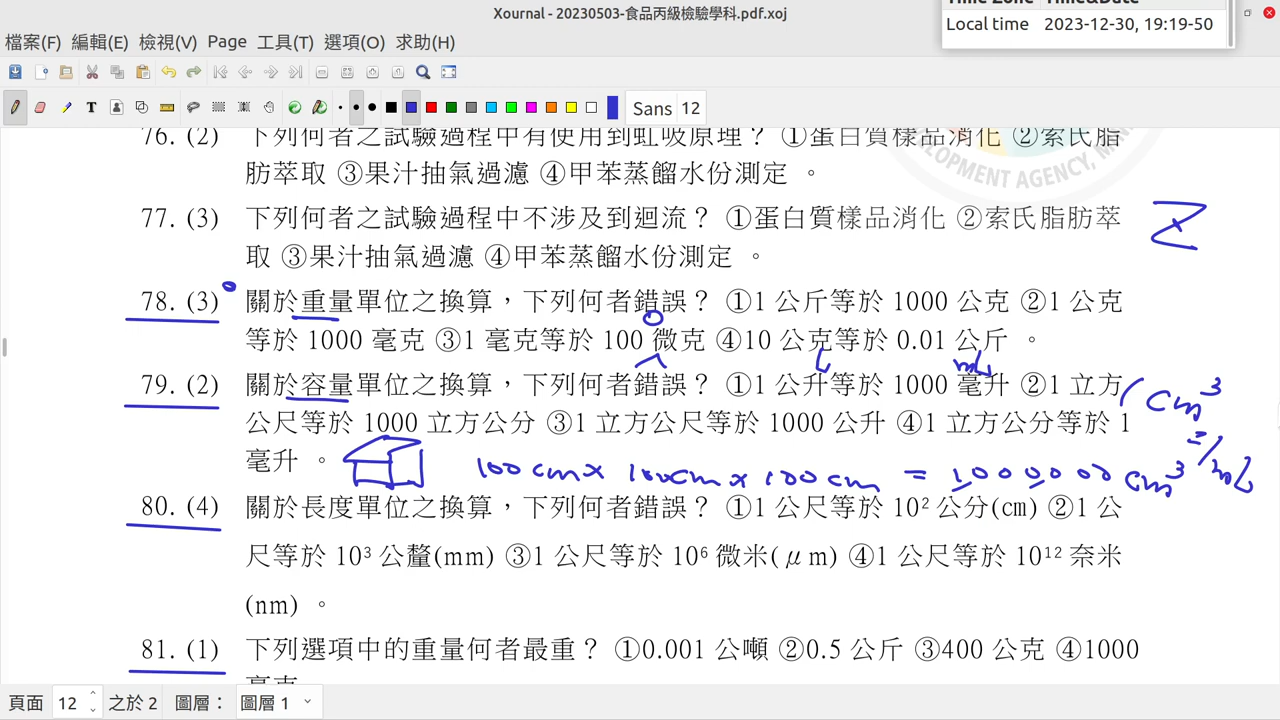 Xournal - 20230503-食品丙級檢驗學科.pdf.xoj
Time Zone Time&Date
Local time 2023-12-30, 19:19-50
檔案(F) 編輯(E) 檢視(V) Page 工具(T) 選項(O) 求助(H)
Sans 12
76. (2) 下列何者之試驗過程中有使用到虹吸原理？ ①蛋白質樣品消化 ②索氏脂
肪萃取 ③果汁抽氣過濾 ④甲苯蒸餾水份測定 。
DEVELOPMENT AGENCY, MIN
77. (3) 下列何者之試驗過程中不涉及到迴流？ ①蛋白質樣品消化 ②索氏脂肪萃
取 ③果汁抽氣過濾 ④甲苯蒸餾水份測定 。
78. (3) 關於重量單位之換算，下列何者錯誤？ ①1 公斤等於 1000 公克 ②1 公克
等於 1000 毫克 ③1 毫克等於 100 微克 ④10 公克等於 0.01 公斤 。
L mL
79. (2) 關於容量單位之換算，下列何者錯誤？ ①1 公升等於 1000 毫升 ②1 立方
公尺等於 1000 立方公分 ③1 立方公尺等於 1000 公升 ④1 立方公分等於 1
毫升 。
1 cm³
= 1 mL
100 cm x 100 cm x 100 cm = 1000000 cm³
80. (4) 關於長度單位之換算，下列何者錯誤？ ①1 公尺等於 10² 公分(cm) ②1 公
尺等於 10³ 公釐(mm) ③1 公尺等於 10⁶ 微米(μm) ④1 公尺等於 10¹² 奈米
(nm) 。
81. (1) 下列選項中的重量何者最重？ ①0.001 公噸 ②0.5 公斤 ③400 公克 ④1000
毫克
頁面 12 之於 2 圖層： 圖層 1